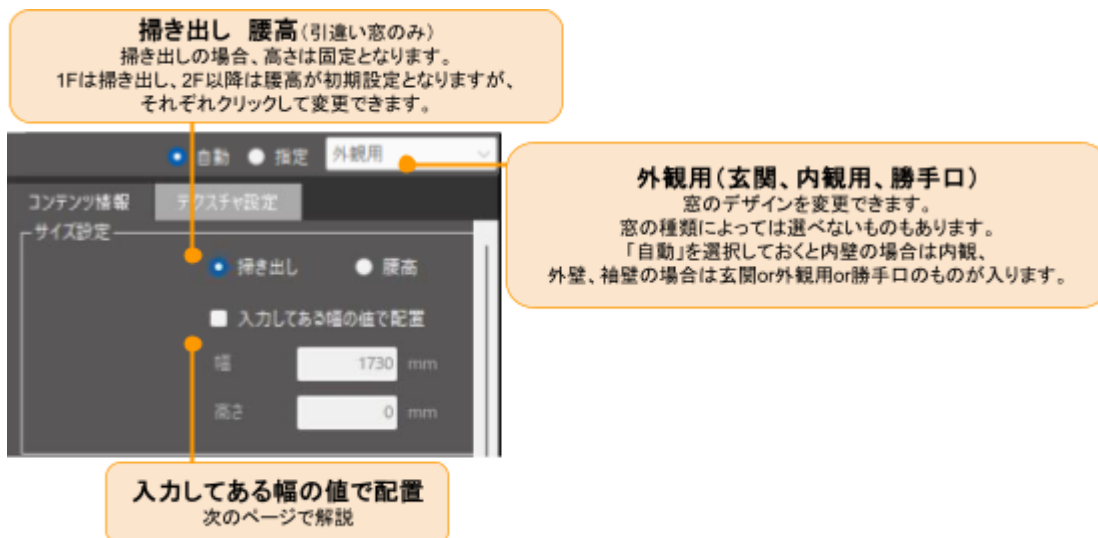 掃き出し　腰高(引違い窓のみ)
掃き出しの場合、高さは固定となります。
1Fは掃き出し、2F以降は腰高が初期設定となりますが、
それぞれクリックして変更できます。
自動 指定 外観用
コンテンツ情報 テクスチャ設定
サイズ設定
掃き出し 腰高
入力してある幅の値で配置
幅 1730 mm
高さ 0 mm
外観用(玄関、内観用、勝手口)
窓のデザインを変更できます。
窓の種類によっては選べないものもあります。
「自動」を選択しておくと内壁の場合は内観、
外壁、袖壁の場合は玄関or外観用or勝手口のものが入ります。
入力してある幅の値で配置
次のページで解説